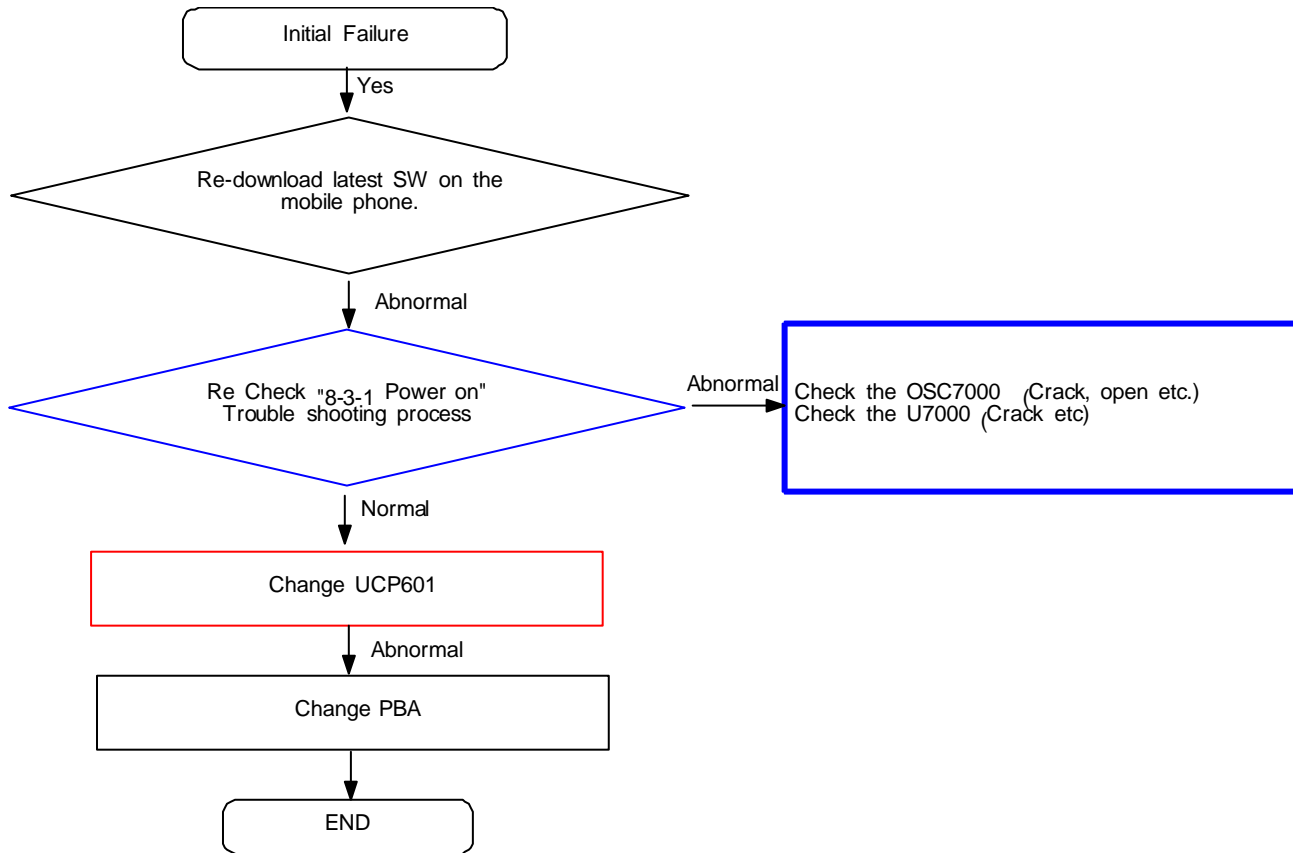 Initial Failure
Yes
Re-download latest SW on the
mobile phone.
Abnormal
Re Check "8-3-1 Power on"
Trouble shooting process
Abnormal
Check the OSC7000 (Crack, open etc.)
Check the U7000 (Crack etc)
Normal
Change UCP601
Abnormal
Change PBA
END